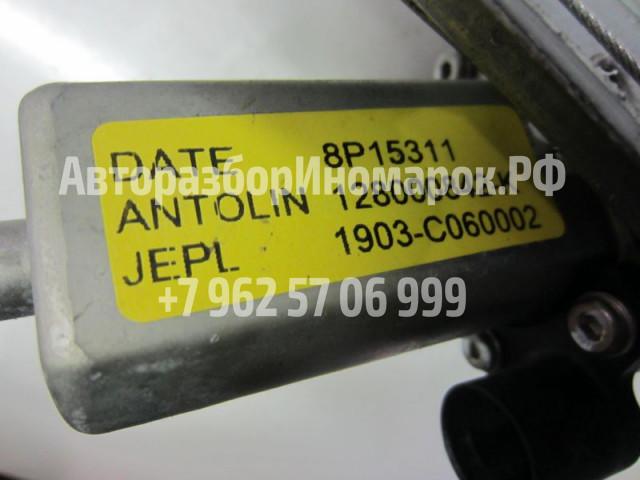 DATE 8P15311
АвторазборИномарок.РФ
ANTOLIN
JEPL 1903-C060002
+7 962 57 06 999